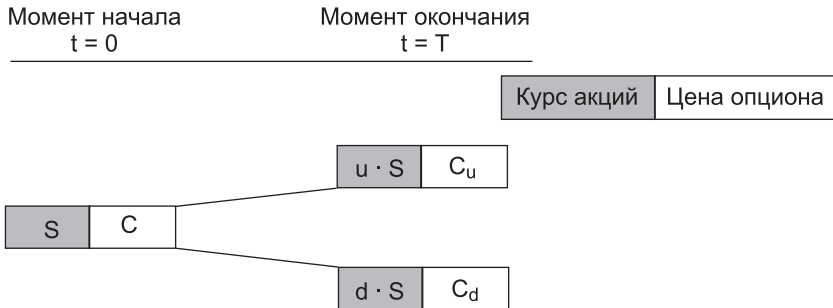 Момент начала Момент окончания
t = 0 t = T
Курс акций Цена опциона
u · S Cu
S C
d · S Cd